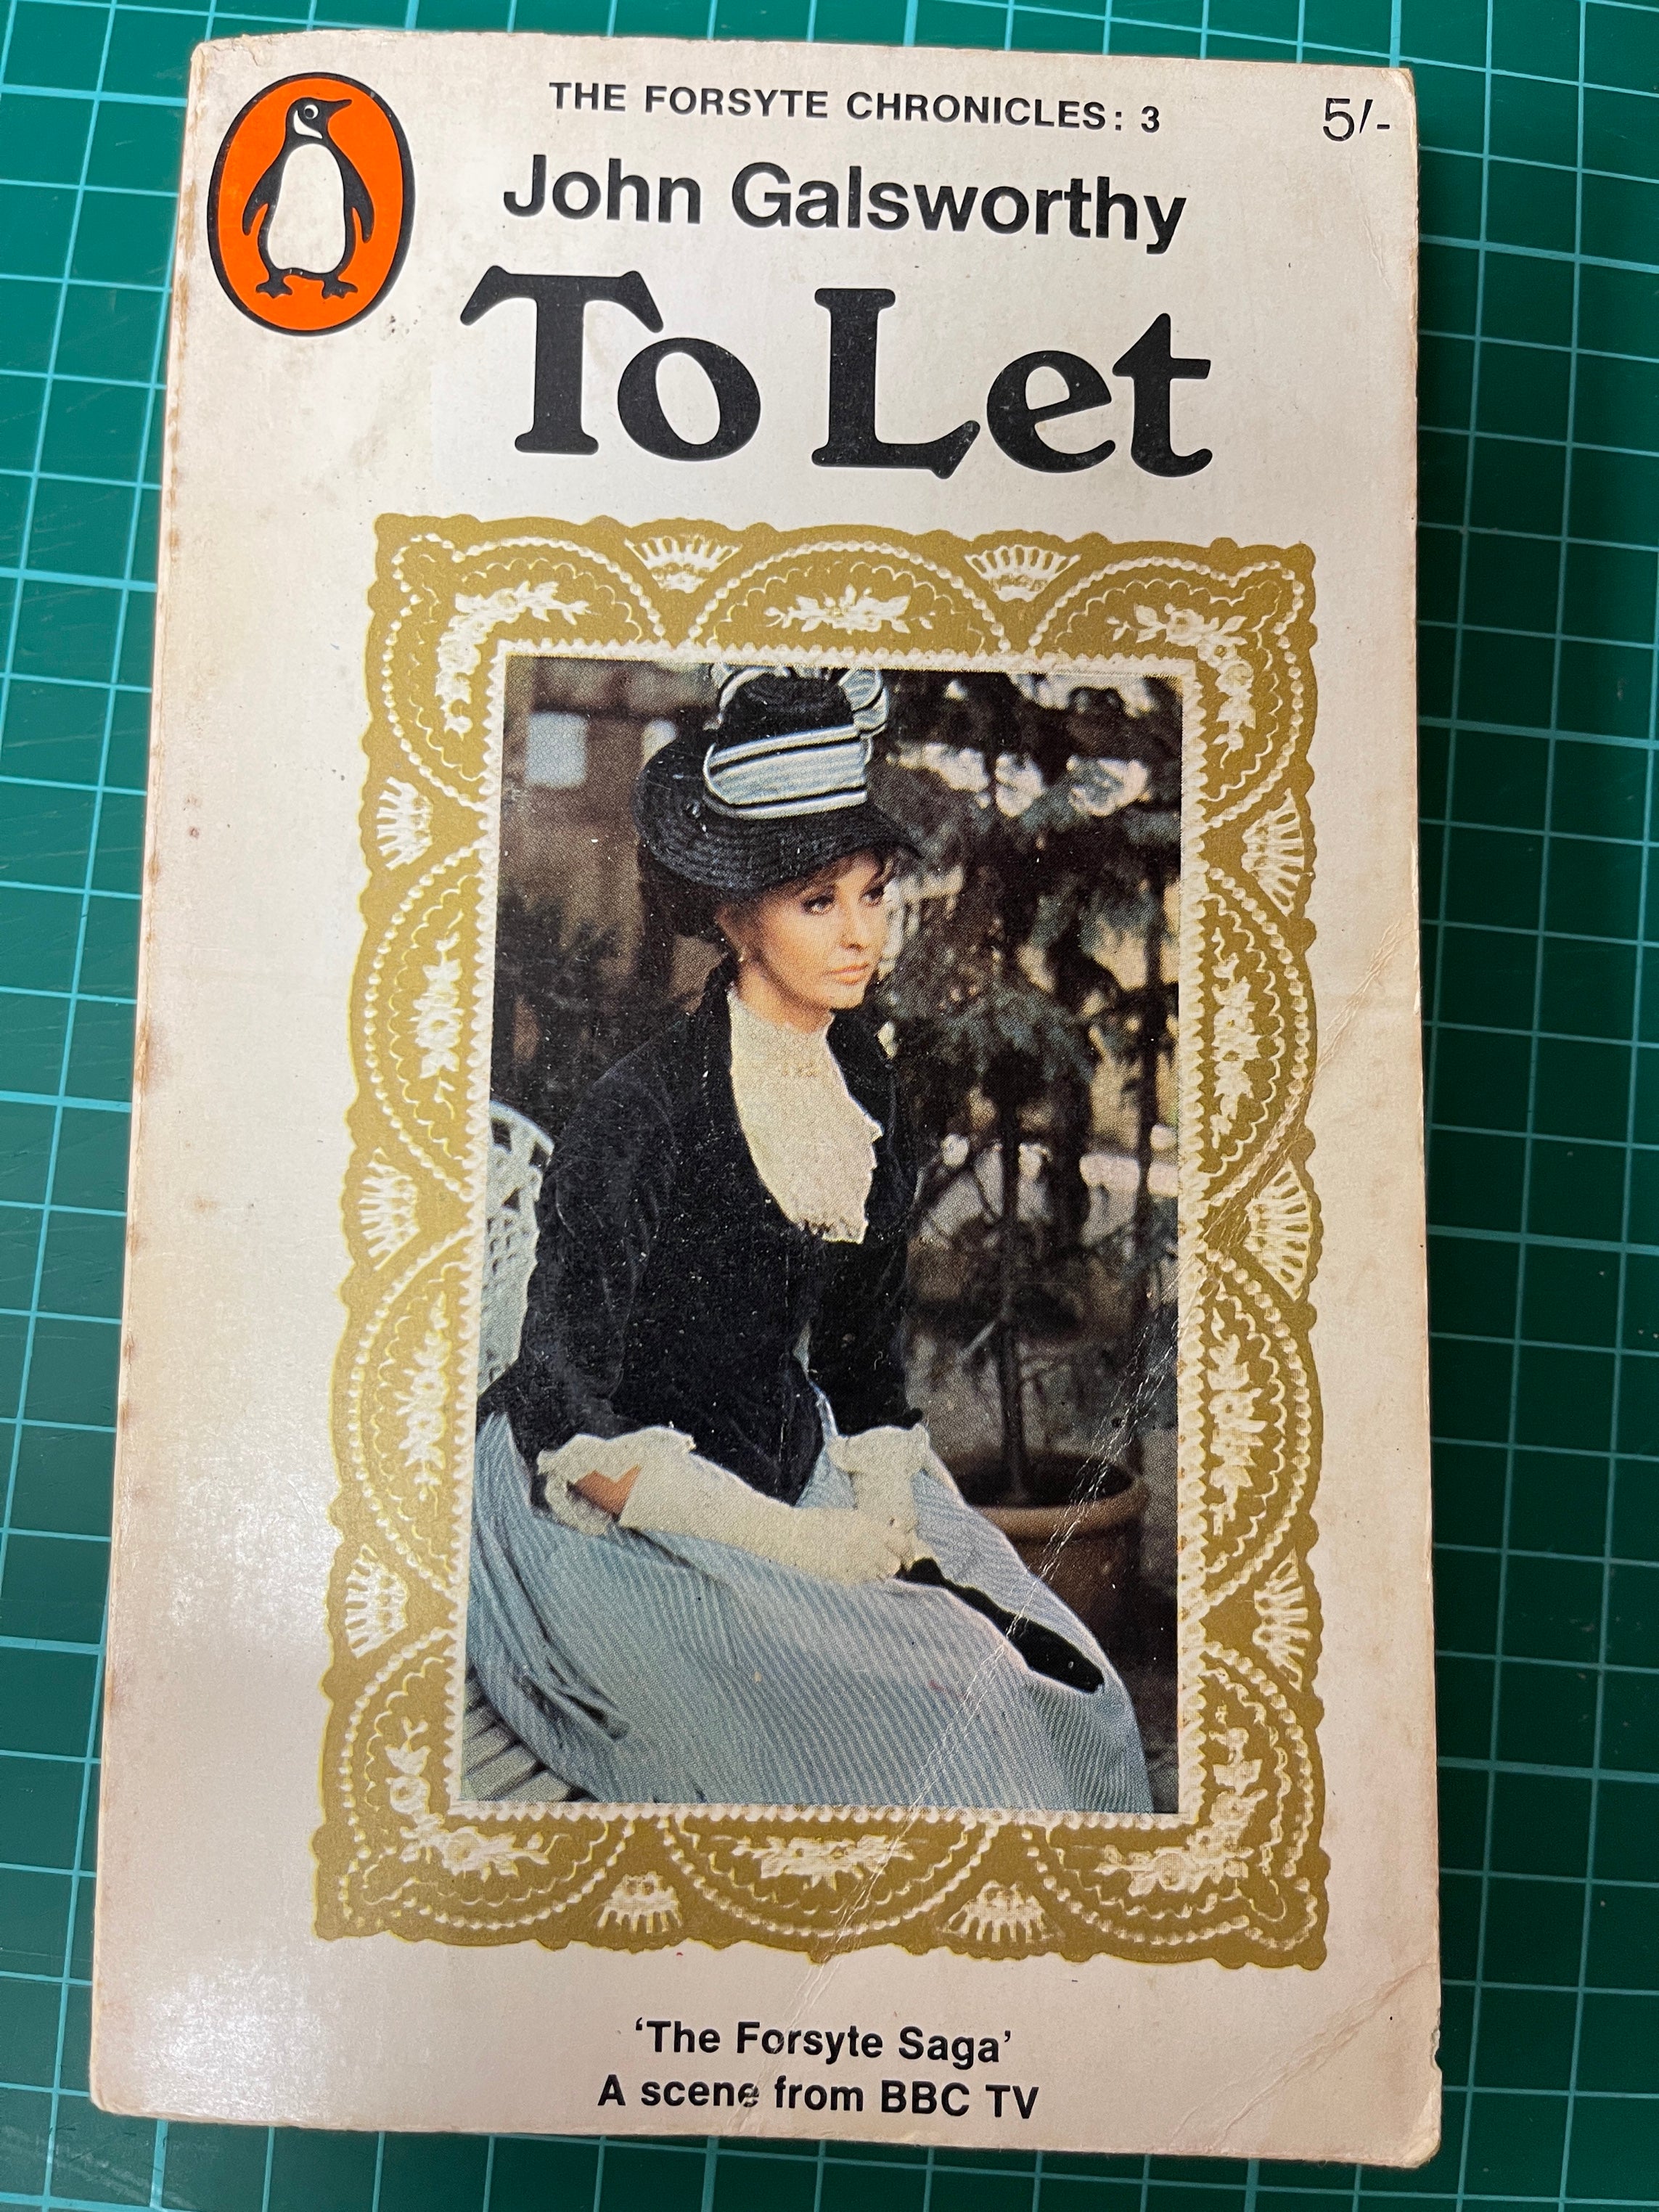 THE FORSYTE CHRONICLES: 3
5/-
John Galsworthy
To Let
‘The Forsyte Saga’
A scene from BBC TV